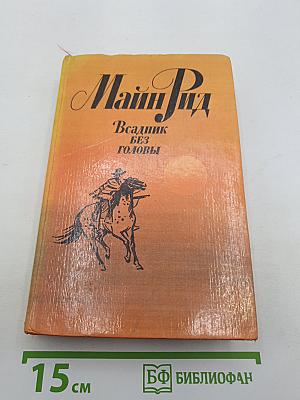 Майн Рид
Всадник
без
головы
15 см
БФ БИБЛИОФАН